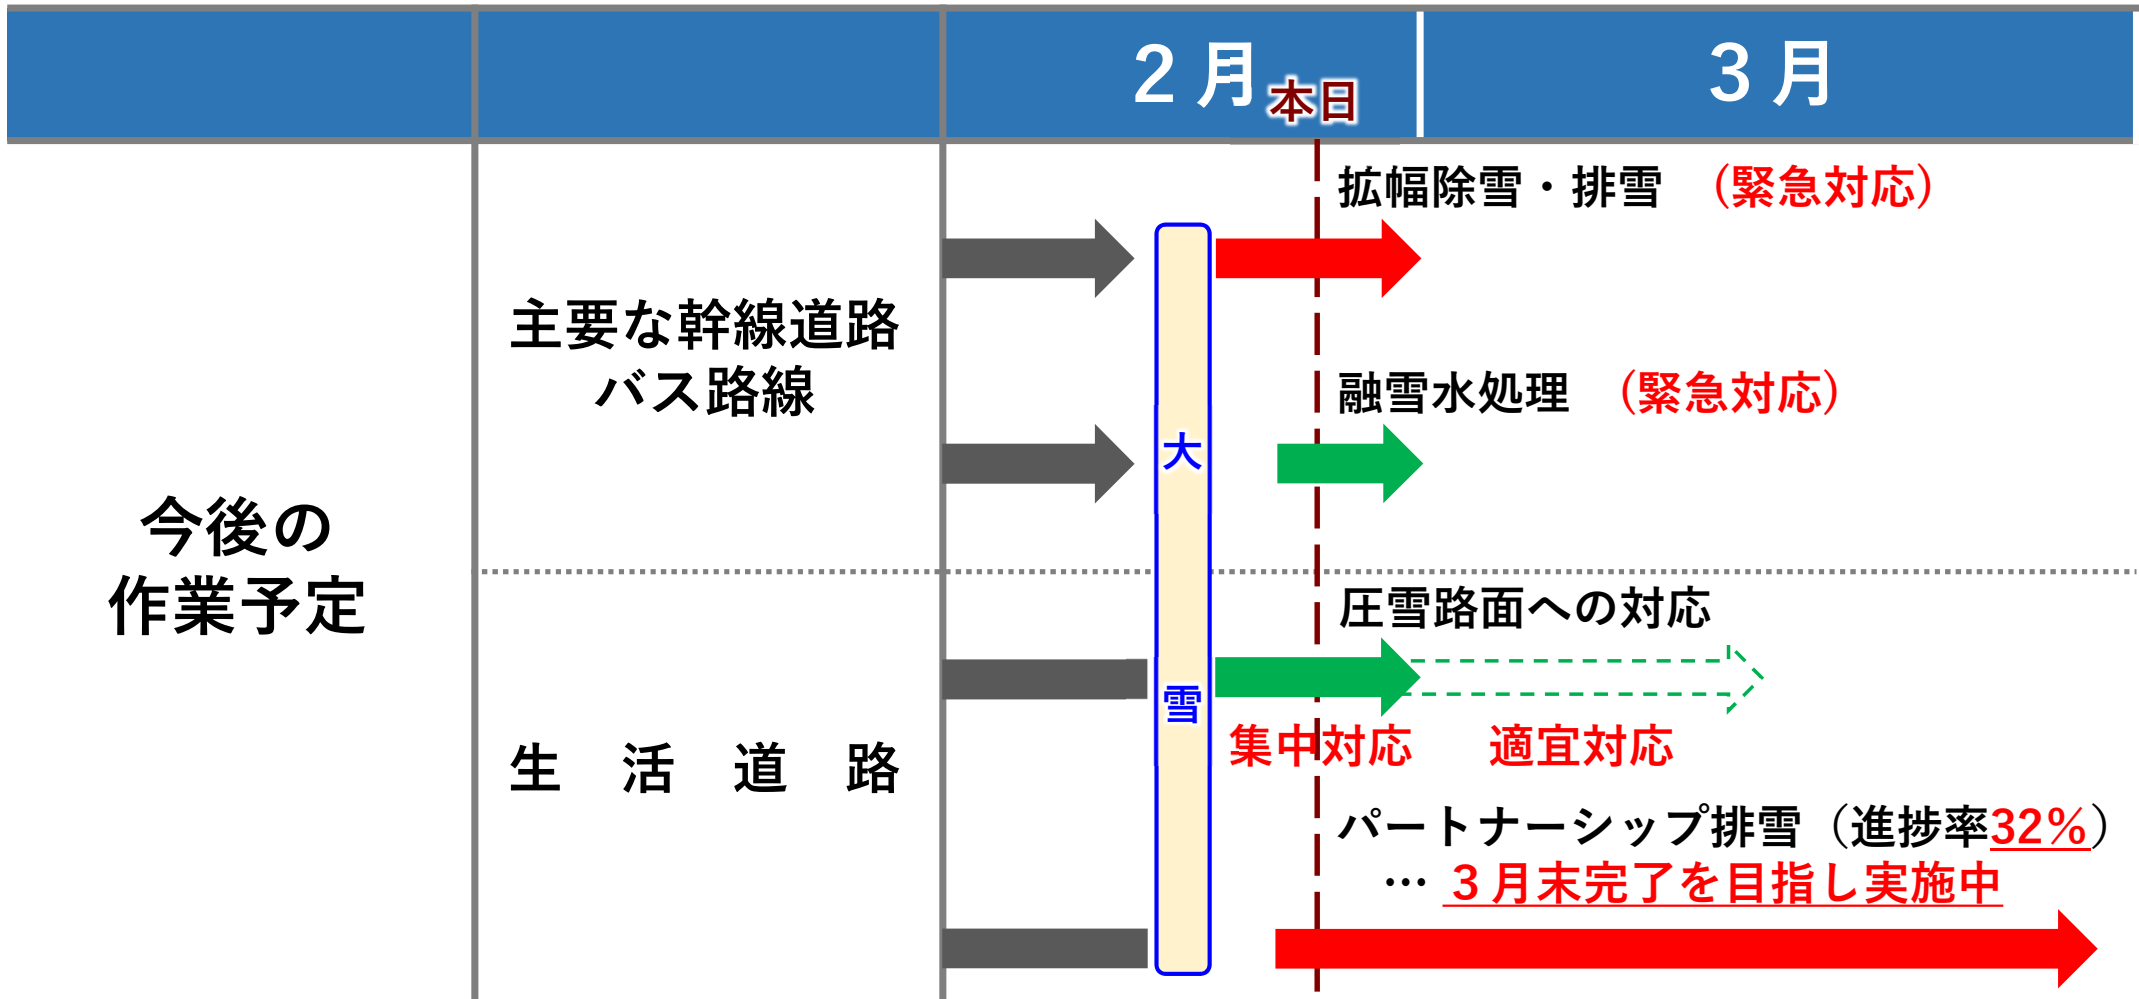 ２月
本日
３月
今後の
作業予定
主要な幹線道路
バス路線
大
雪
拡幅除雪・排雪 （緊急対応）
融雪水処理 （緊急対応）
生活道路
圧雪路面への対応
集中対応 適宜対応
パートナーシップ排雪（進捗率32％）
… ３月末完了を目指し実施中